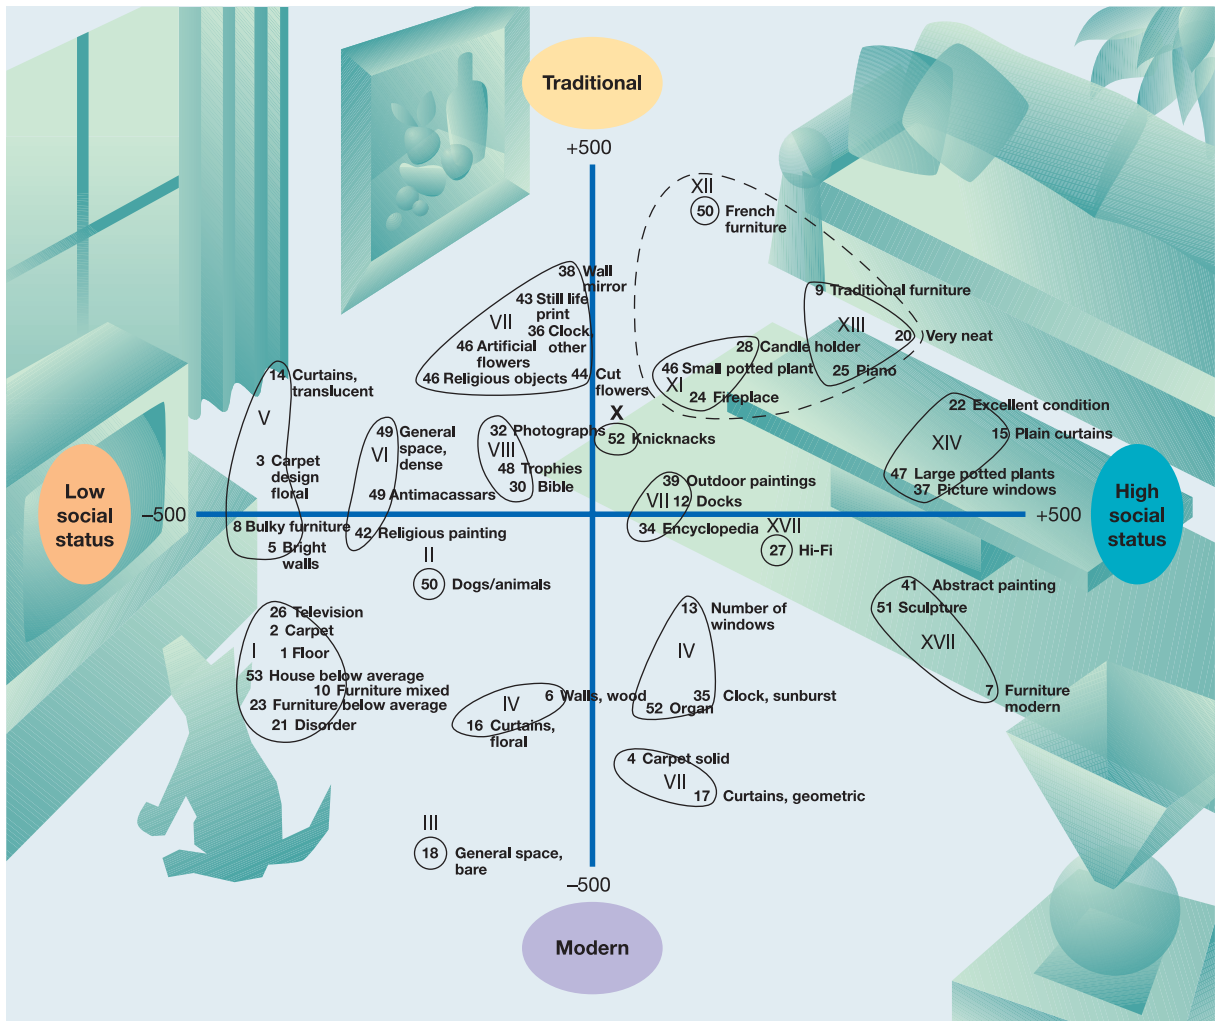 Traditional
+500
XII
50 French
furniture
38 Wall
mirror
43 Still life
print
VII
36 Clock,
other
46 Artificial
flowers
46 Religious objects
44 Cut
flowers
9 Traditional furniture
XIII
20 Very neat
28 Candle holder
25 Piano
46 Small potted plant
XI
24 Fireplace
14 Curtains,
translucent
V
3 Carpet
design
floral
8 Bulky furniture
5 Bright
walls
49 General
space,
dense
VI
49 Antimacassars
42 Religious painting
32 Photographs
VIII
48 Trophies
30 Bible
X
52 Knicknacks
22 Excellent condition
15 Plain curtains
XIV
47 Large potted plants
37 Picture windows
39 Outdoor paintings
VII
12 Docks
34 Encyclopedia
XVII
27 Hi-Fi
Low
social
status
–500
+500
High
social
status
II
50 Dogs/animals
26 Television
2 Carpet
I
1 Floor
53 House below average
10 Furniture mixed
23 Furniture below average
21 Disorder
6 Walls, wood
IV
16 Curtains,
floral
13 Number of
windows
IV
35 Clock, sunburst
52 Organ
41 Abstract painting
51 Sculpture
XVII
7 Furniture
modern
4 Carpet solid
VII
17 Curtains, geometric
III
18 General space,
bare
–500
Modern